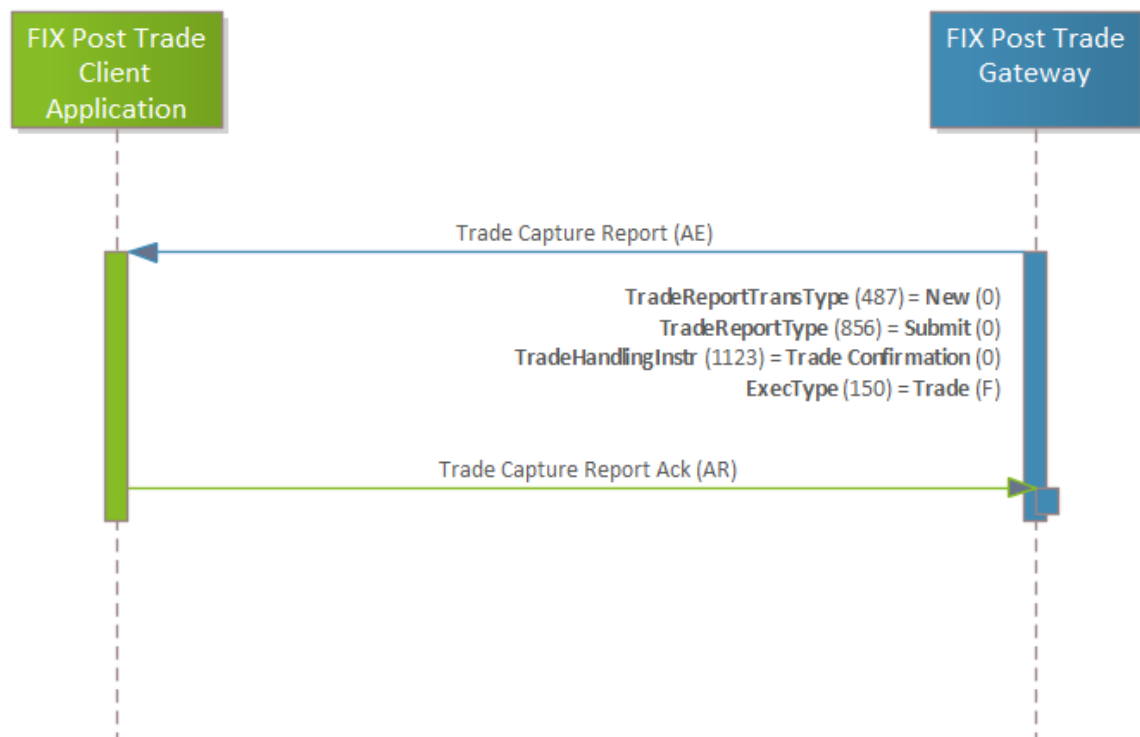 FIX Post Trade
Client
Application
FIX Post Trade
Gateway
Trade Capture Report (AE)
TradeReportTransType (487) = New (0)
TradeReportType (856) = Submit (0)
TradeHandlingInstr (1123) = Trade Confirmation (0)
ExecType (150) = Trade (F)
Trade Capture Report Ack (AR)